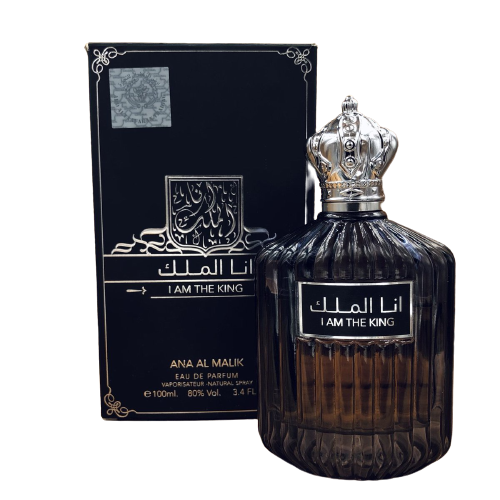 انا الملك
I AM THE KING
ANA AL MALIK
EAU DE PARFUM
VAPORISATEUR -NATURAL SPRAY
℮100ml. 80% Vol. 3.4 FL
انا الملك
I AM THE KING